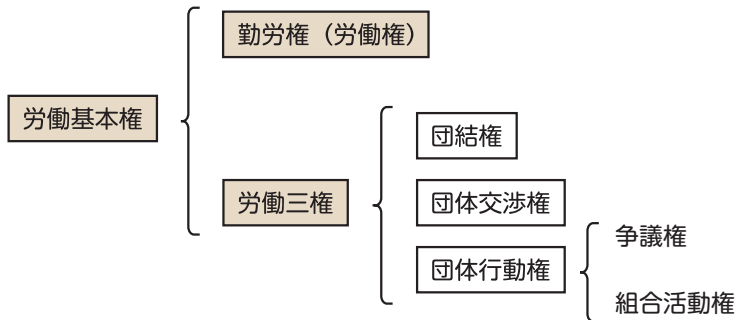 勤労権（労働権）
労働基本権
団結権
労働三権
団体交渉権
争議権
団体行動権
組合活動権